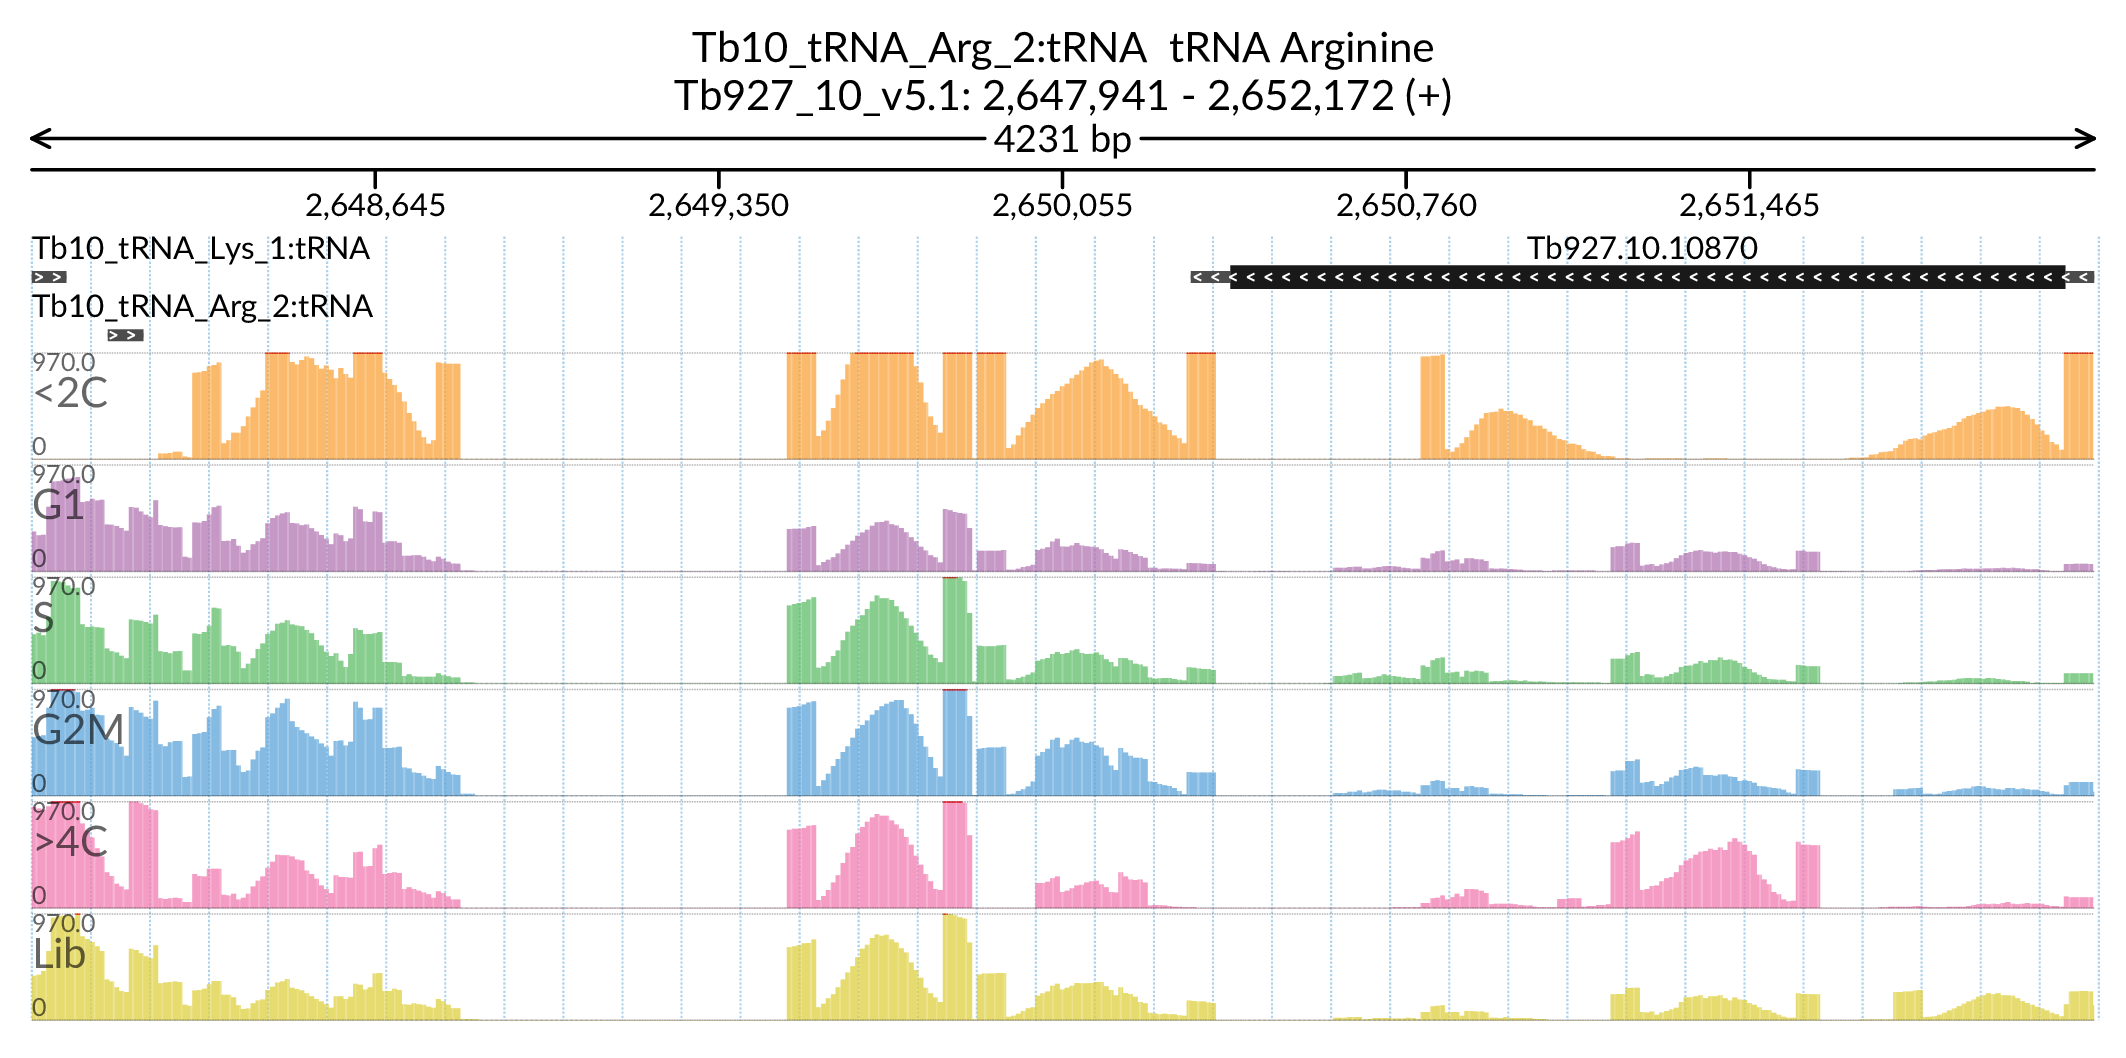 Tb10_tRNA_Arg_2:tRNA  tRNA Arginine
Tb927_10_v5.1: 2,647,941 - 2,652,172 (+)
4231 bp
2,648,645 2,649,350 2,650,055 2,650,760 2,651,465
Tb10_tRNA_Lys_1:tRNA Tb927.10.10870
Tb10_tRNA_Arg_2:tRNA
970.0
<2C
0
970.0
G1
0
970.0
S
0
970.0
G2M
0
970.0
>4C
0
970.0
Lib
0